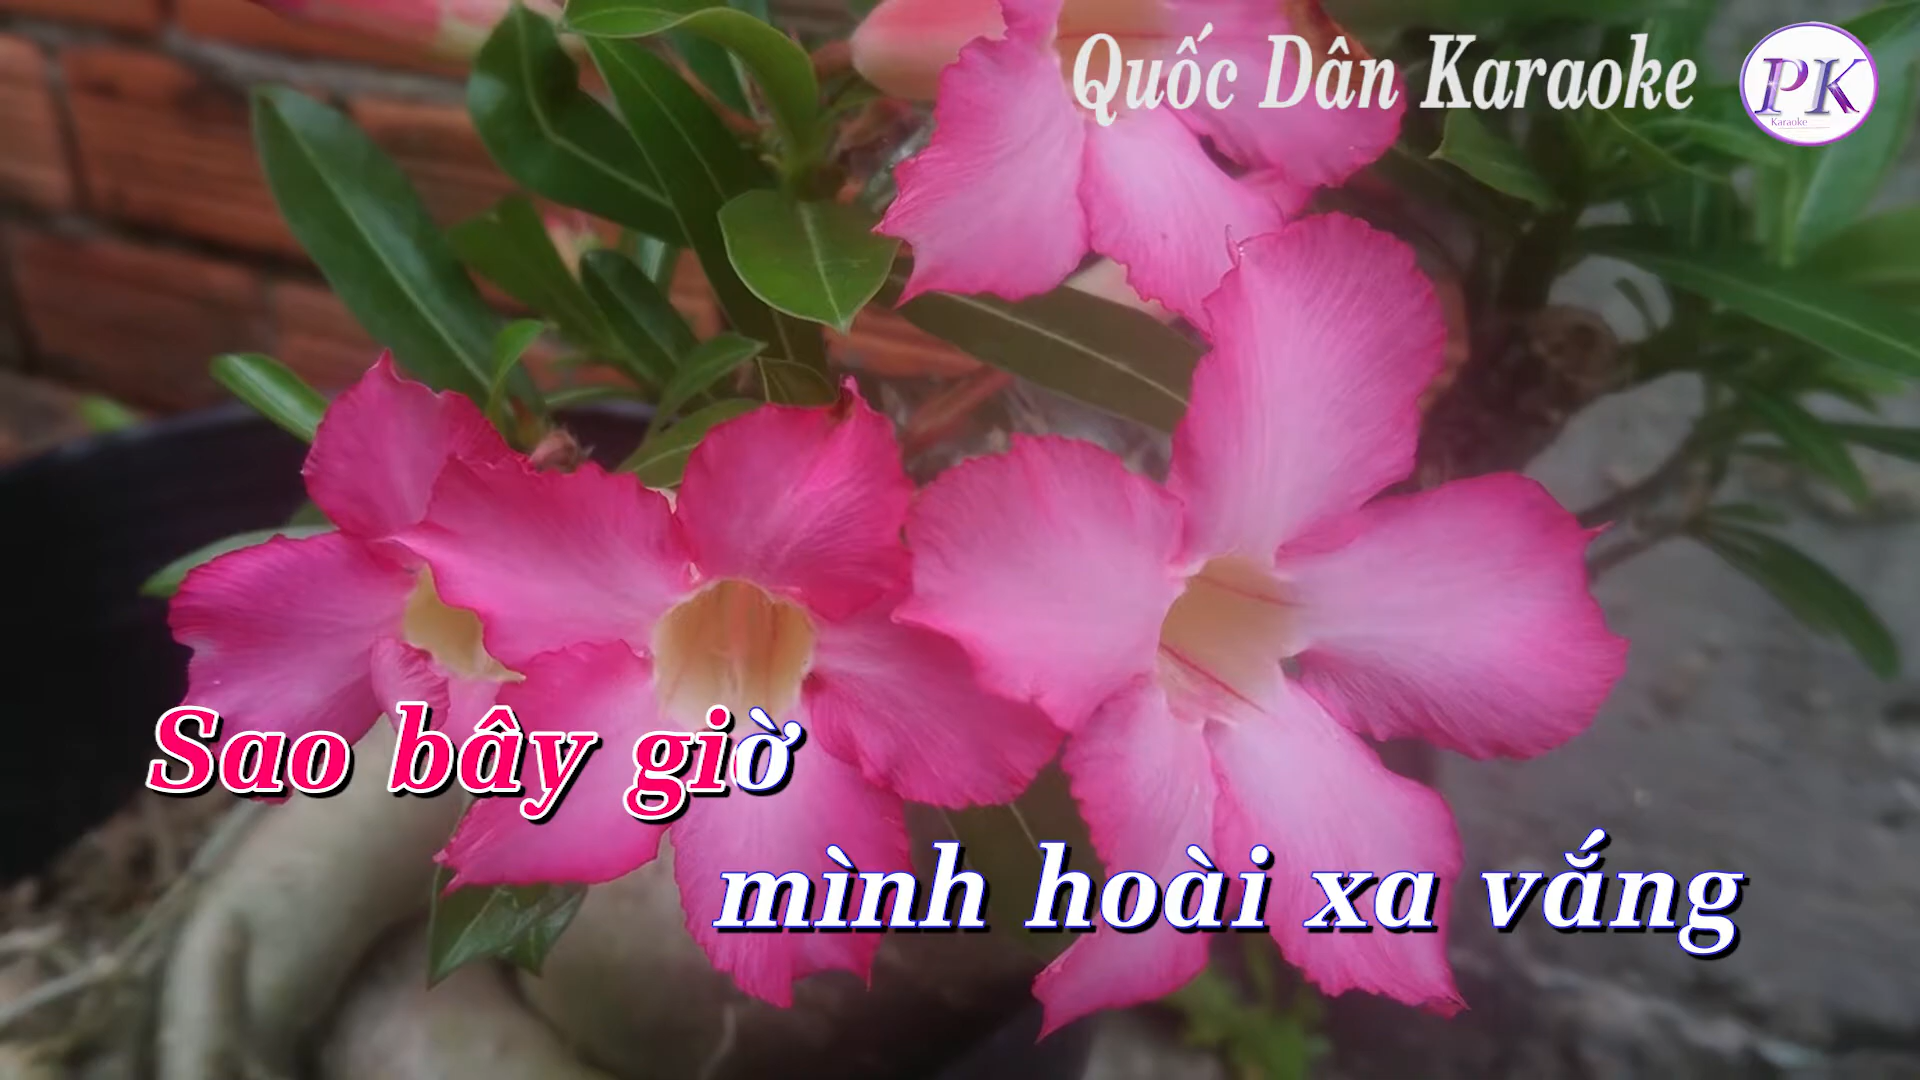 Quốc Dân Karaoke
PK
Karaoke
Sao bây giờ
mình hoài xa vắng